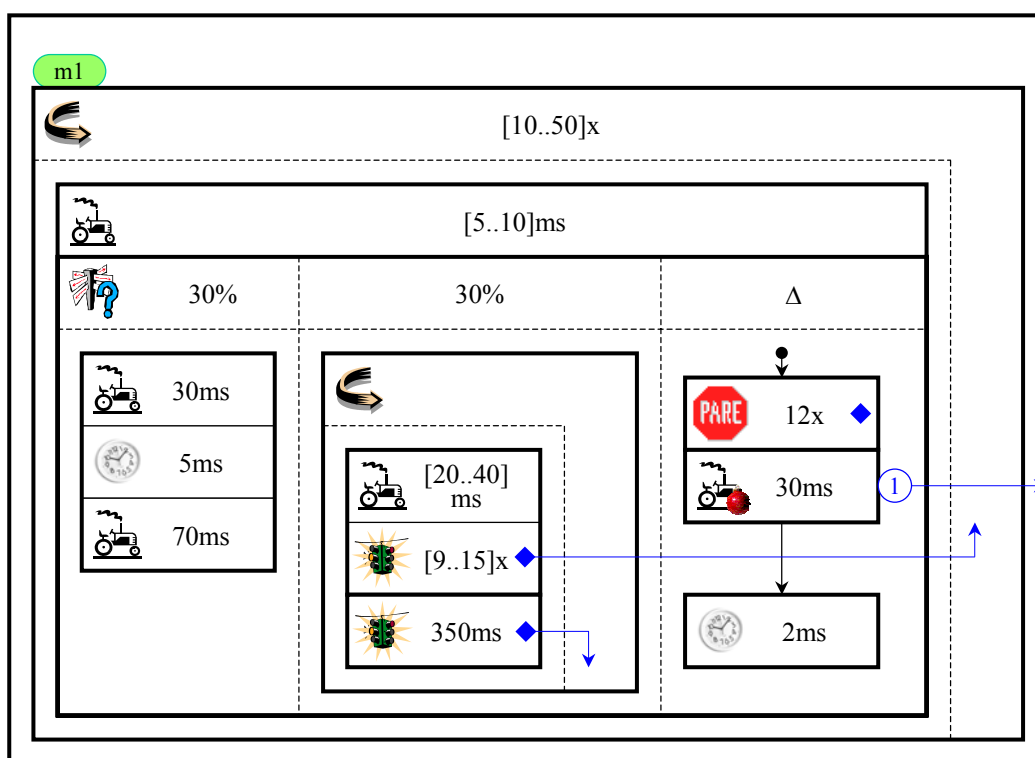 m1
[10..50]x
[5..10]ms
30%
30%
Δ
30ms
5ms
70ms
[20..40]
ms
[9..15]x
350ms
PARE
12x
30ms
1
2ms